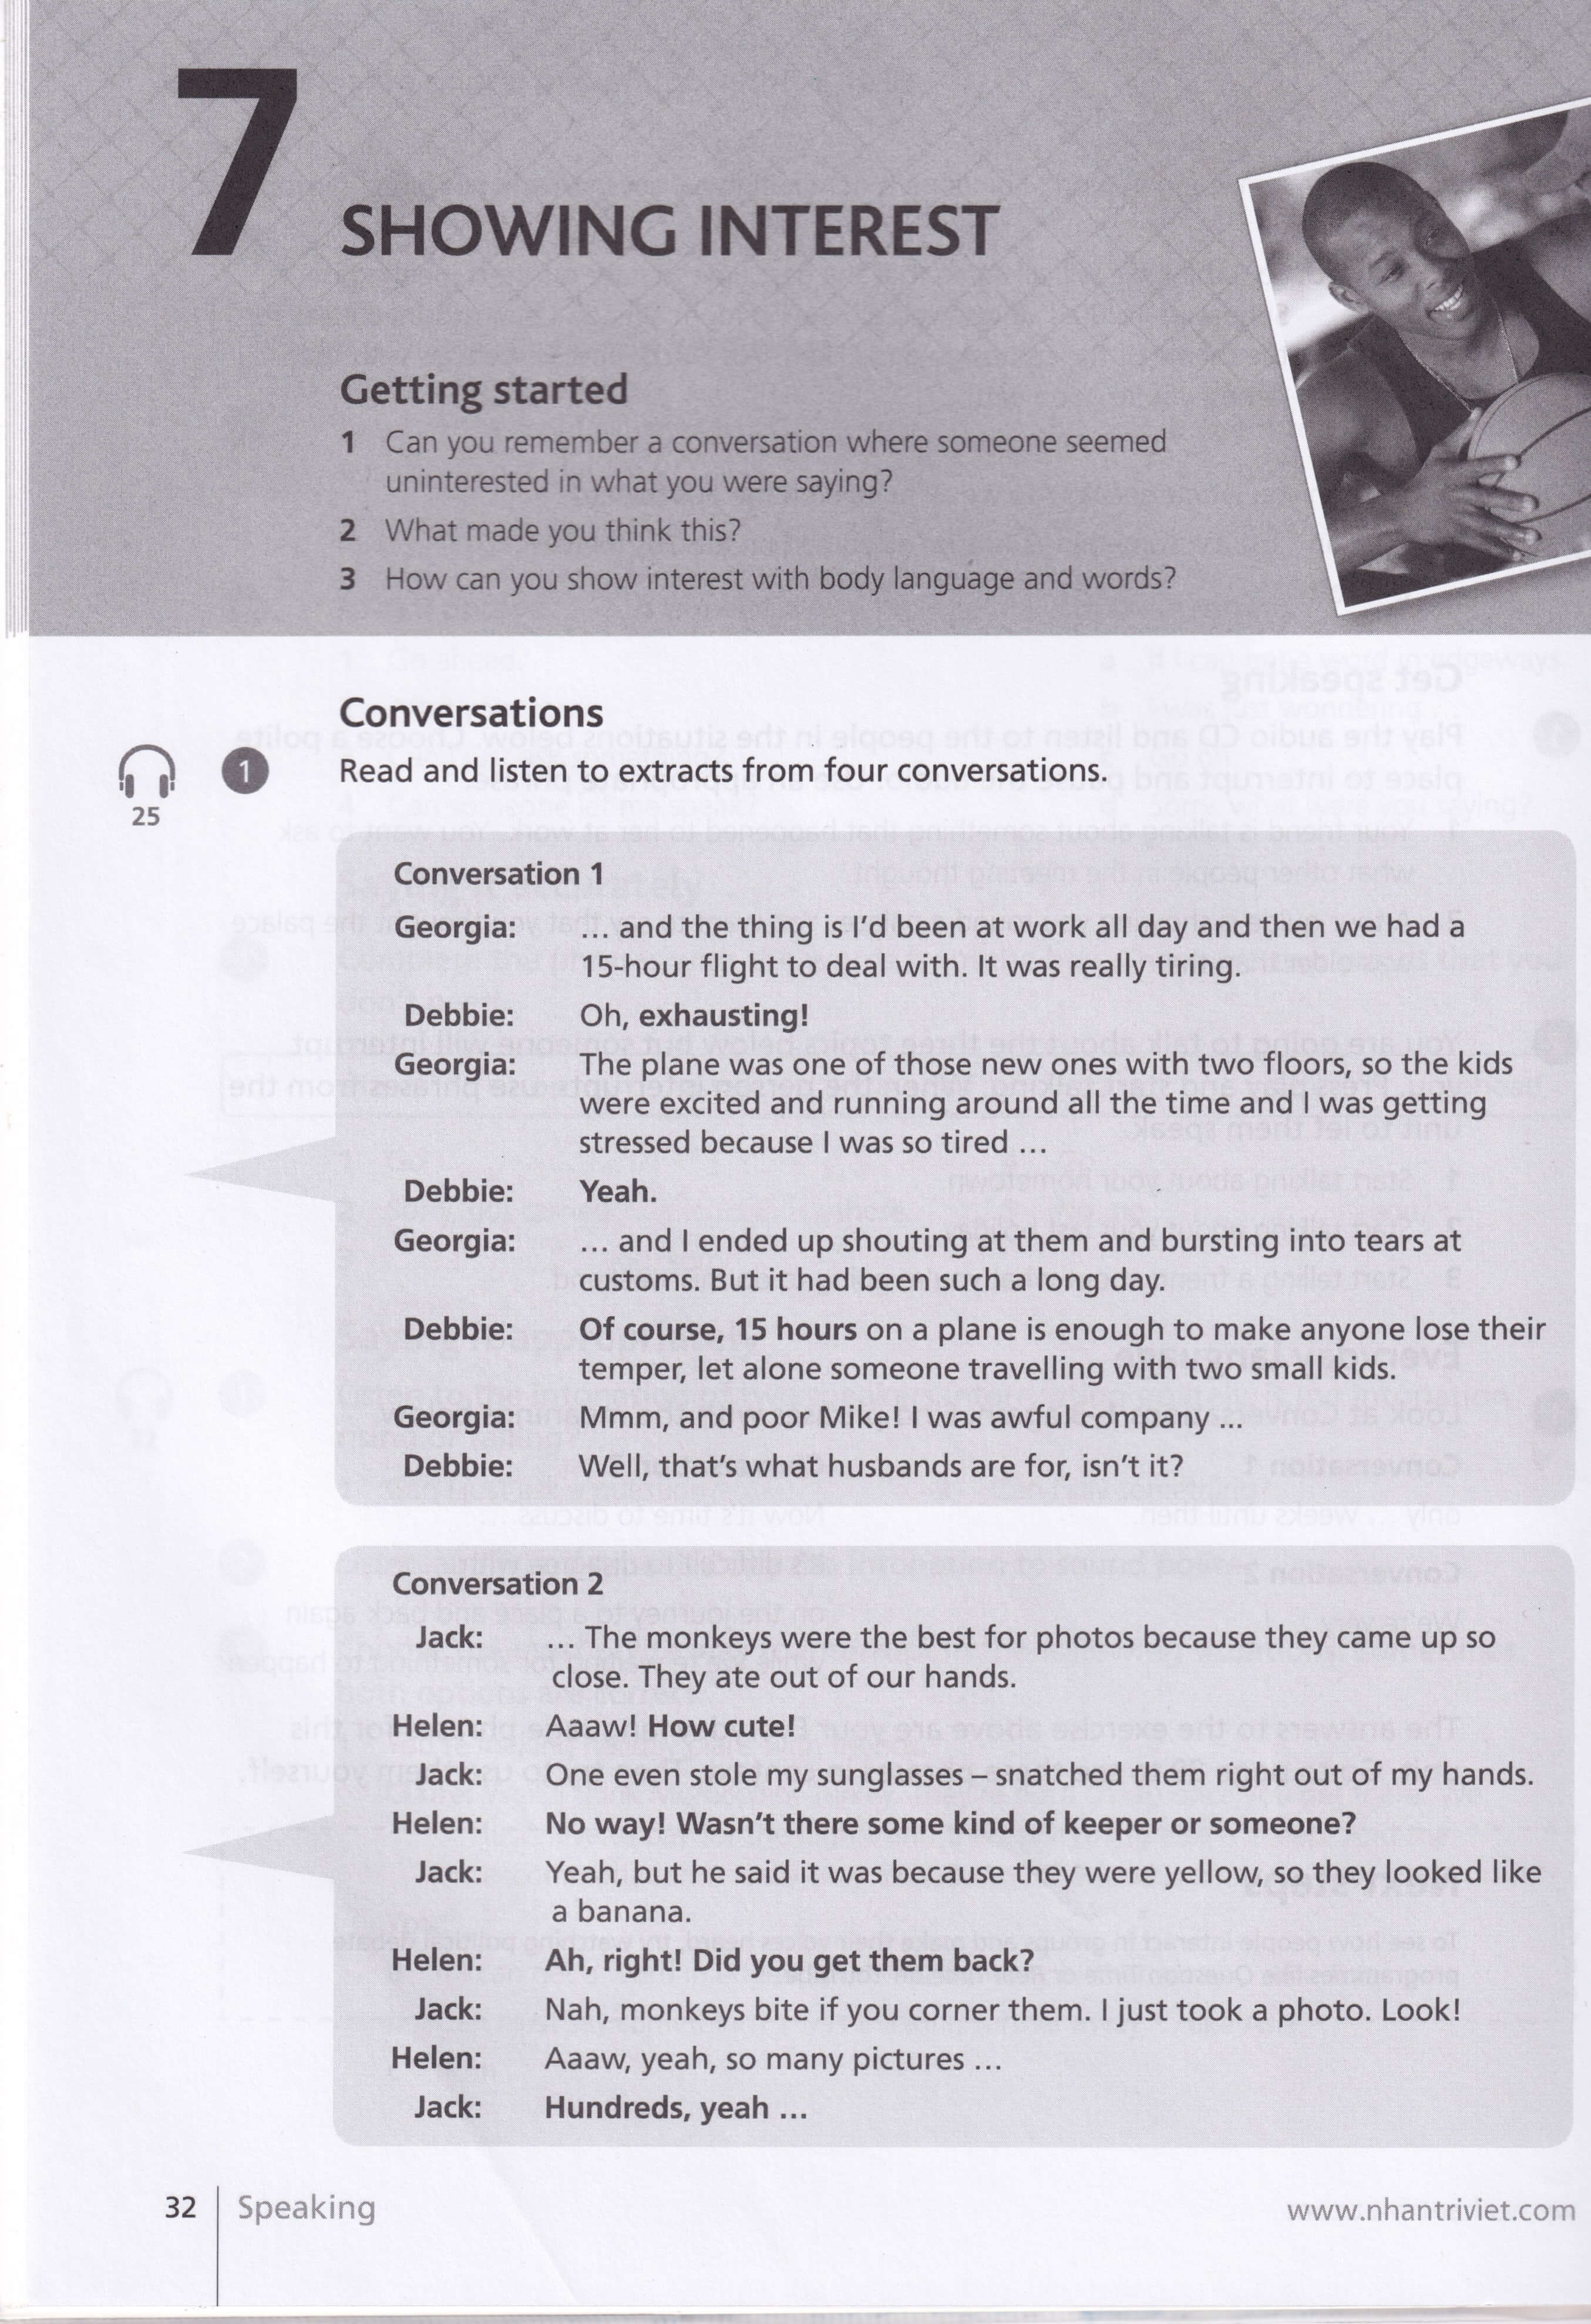 7
SHOWING INTEREST
Getting started
1 Can you remember a conversation where someone seemed
uninterested in what you were saying?
2 What made you think this?
3 How can you show interest with body language and words?
Conversations
25
1
Read and listen to extracts from four conversations.
Conversation 1
Georgia: ... and the thing is I'd been at work all day and then we had a
15-hour flight to deal with. It was really tiring.
Debbie: Oh, exhausting!
Georgia: The plane was one of those new ones with two floors, so the kids
were excited and running around all the time and I was getting
stressed because I was so tired ...
Debbie: Yeah.
Georgia: ... and I ended up shouting at them and bursting into tears at
customs. But it had been such a long day.
Debbie: Of course, 15 hours on a plane is enough to make anyone lose their
temper, let alone someone travelling with two small kids.
Georgia: Mmm, and poor Mike! I was awful company ...
Debbie: Well, that's what husbands are for, isn't it?
Conversation 2
Jack: ... The monkeys were the best for photos because they came up so
close. They ate out of our hands.
Helen: Aaaw! How cute!
Jack: One even stole my sunglasses – snatched them right out of my hands.
Helen: No way! Wasn't there some kind of keeper or someone?
Jack: Yeah, but he said it was because they were yellow, so they looked like
a banana.
Helen: Ah, right! Did you get them back?
Jack: Nah, monkeys bite if you corner them. I just took a photo. Look!
Helen: Aaaw, yeah, so many pictures ...
Jack: Hundreds, yeah ...
32 Speaking
www.nhantriviet.com